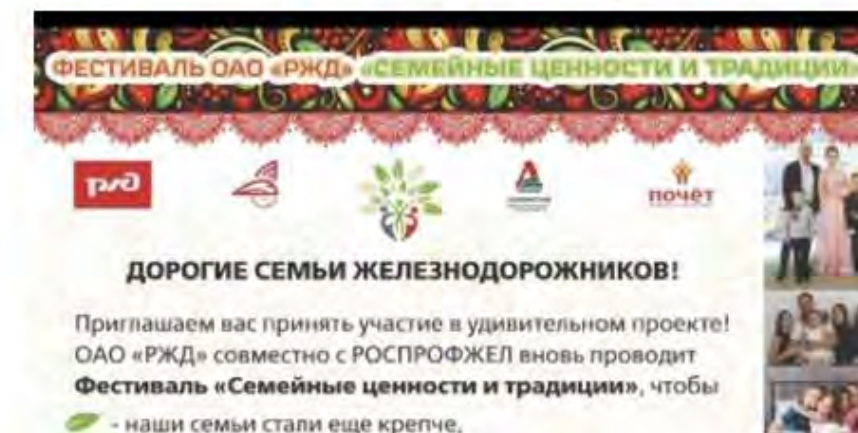 ФЕСТИВАЛЬ ОАО «РЖД» «СЕМЕЙНЫЕ ЦЕННОСТИ И ТРАДИЦИИ»
ржд
почёт
ДОРОГИЕ СЕМЬИ ЖЕЛЕЗНОДОРОЖНИКОВ!
Приглашаем вас принять участие в удивительном проекте!
ОАО «РЖД» совместно с РОСПРОФЖЕЛ вновь проводит
Фестиваль «Семейные ценности и традиции», чтобы
- наши семьи стали еще крепче,